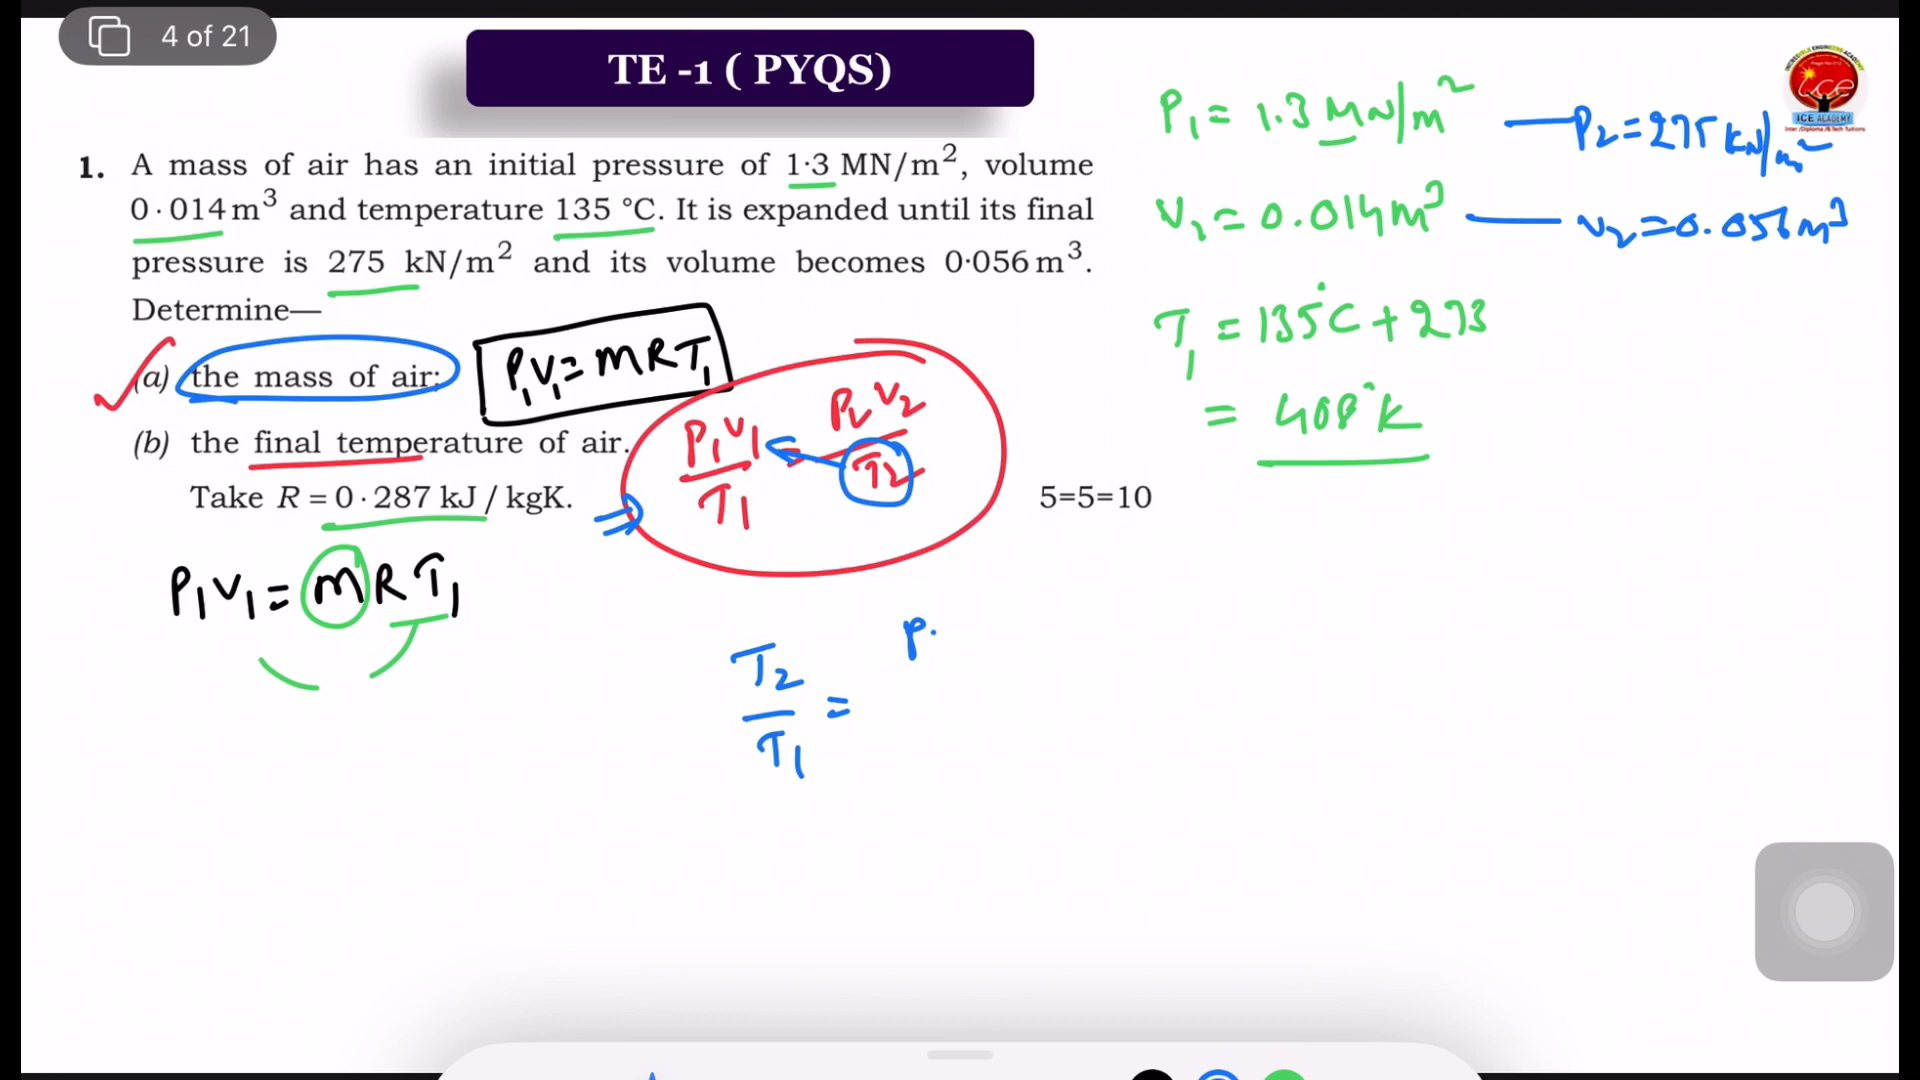 4 of 21
TE -1 ( PYQS)
ICE ACADEMY
1. A mass of air has an initial pressure of 1·3 MN/m², volume
0·014 m³ and temperature 135 °C. It is expanded until its final
pressure is 275 kN/m² and its volume becomes 0·056 m³.
Determine—
(a) the mass of air;
(b) the final temperature of air.
Take R = 0·287 kJ / kgK.
5=5=10
P₁V₁ = mRT₁
P₁V₁/T₁ = P₂V₂/T₂
P₁V₁ = mRT₁
T₂/T₁ = P.
P₁ = 1.3 MN/m² — P₂ = 275 kN/m²
V₁ = 0.014 m³ — V₂ = 0.056 m³
T₁ = 135°C + 273
= 408°K